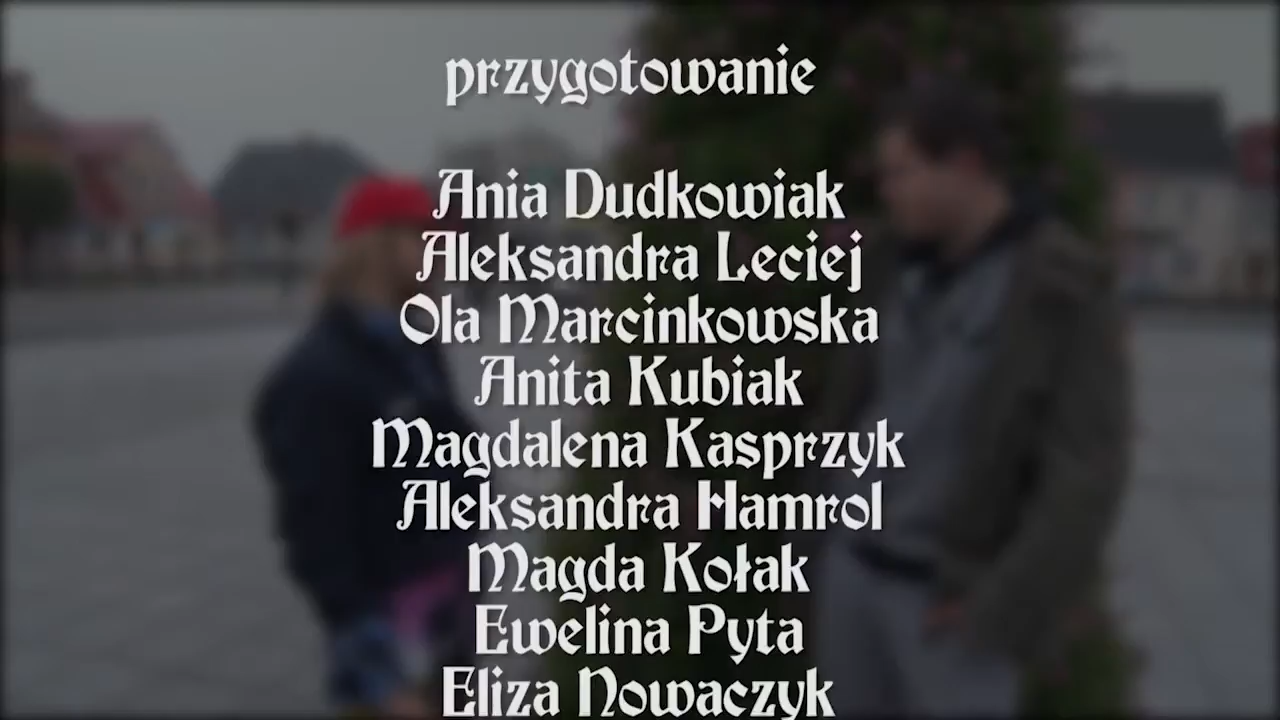 przygotowanie
Ania Dudkowiak
Aleksandra Leciej
Ola Marcinkowska
Anita Kubiak
Magdalena Kasprzyk
Aleksandra Hamrol
Magda Kołak
Ewelina Pyta
Eliza Nowaczyk